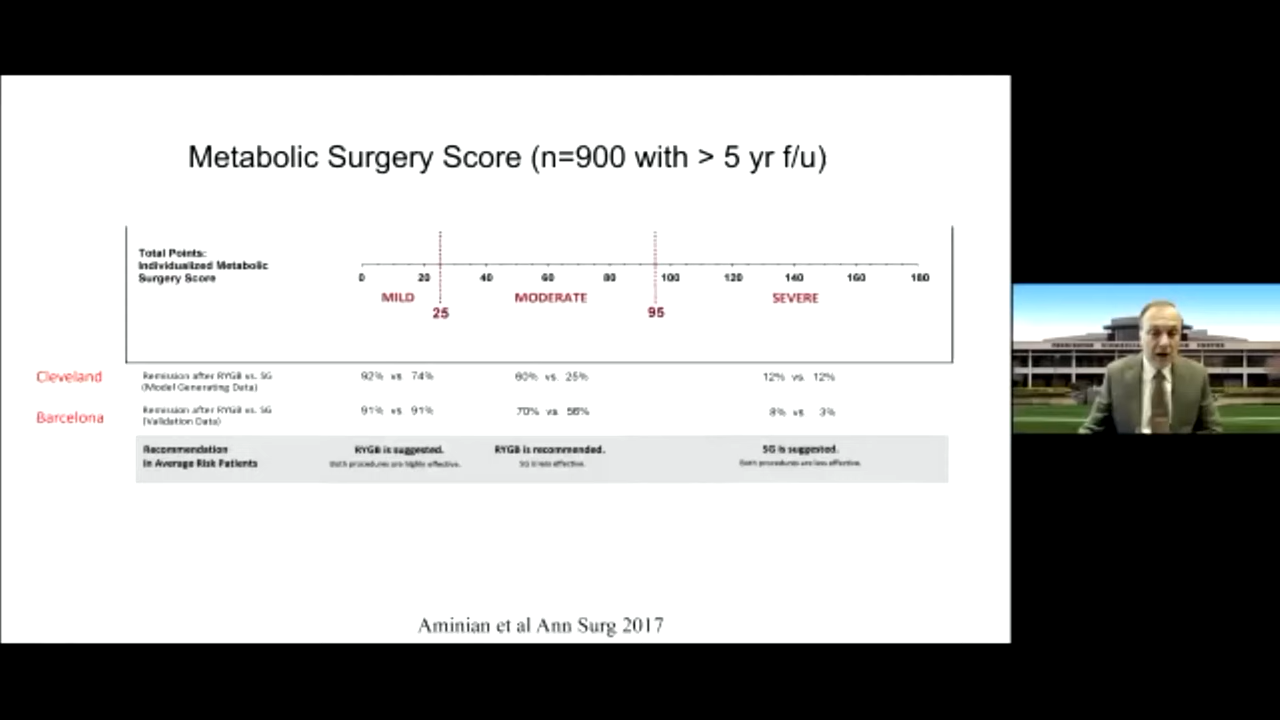 Metabolic Surgery Score (n=900 with > 5 yr f/u)
Total Points:
Individualized Metabolic
Surgery Score
0 20 40 60 80 100 120 140 160 180
MILD MODERATE SEVERE
25 95
Cleveland
Remission after RYGB vs. SG
(Model Generating Data)
92% vs 74% 60% vs. 25% 12% vs. 12%
Barcelona
Remission after RYGB vs. SG
(Validation Data)
91% vs 91% 70% vs. 56% 8% vs 3%
Recommendation
in Average Risk Patients
RYGB is suggested.
Both procedures are highly effective.
RYGB is recommended.
SG is less effective.
SG is suggested.
Both procedures are less effective.
Aminian et al Ann Surg 2017